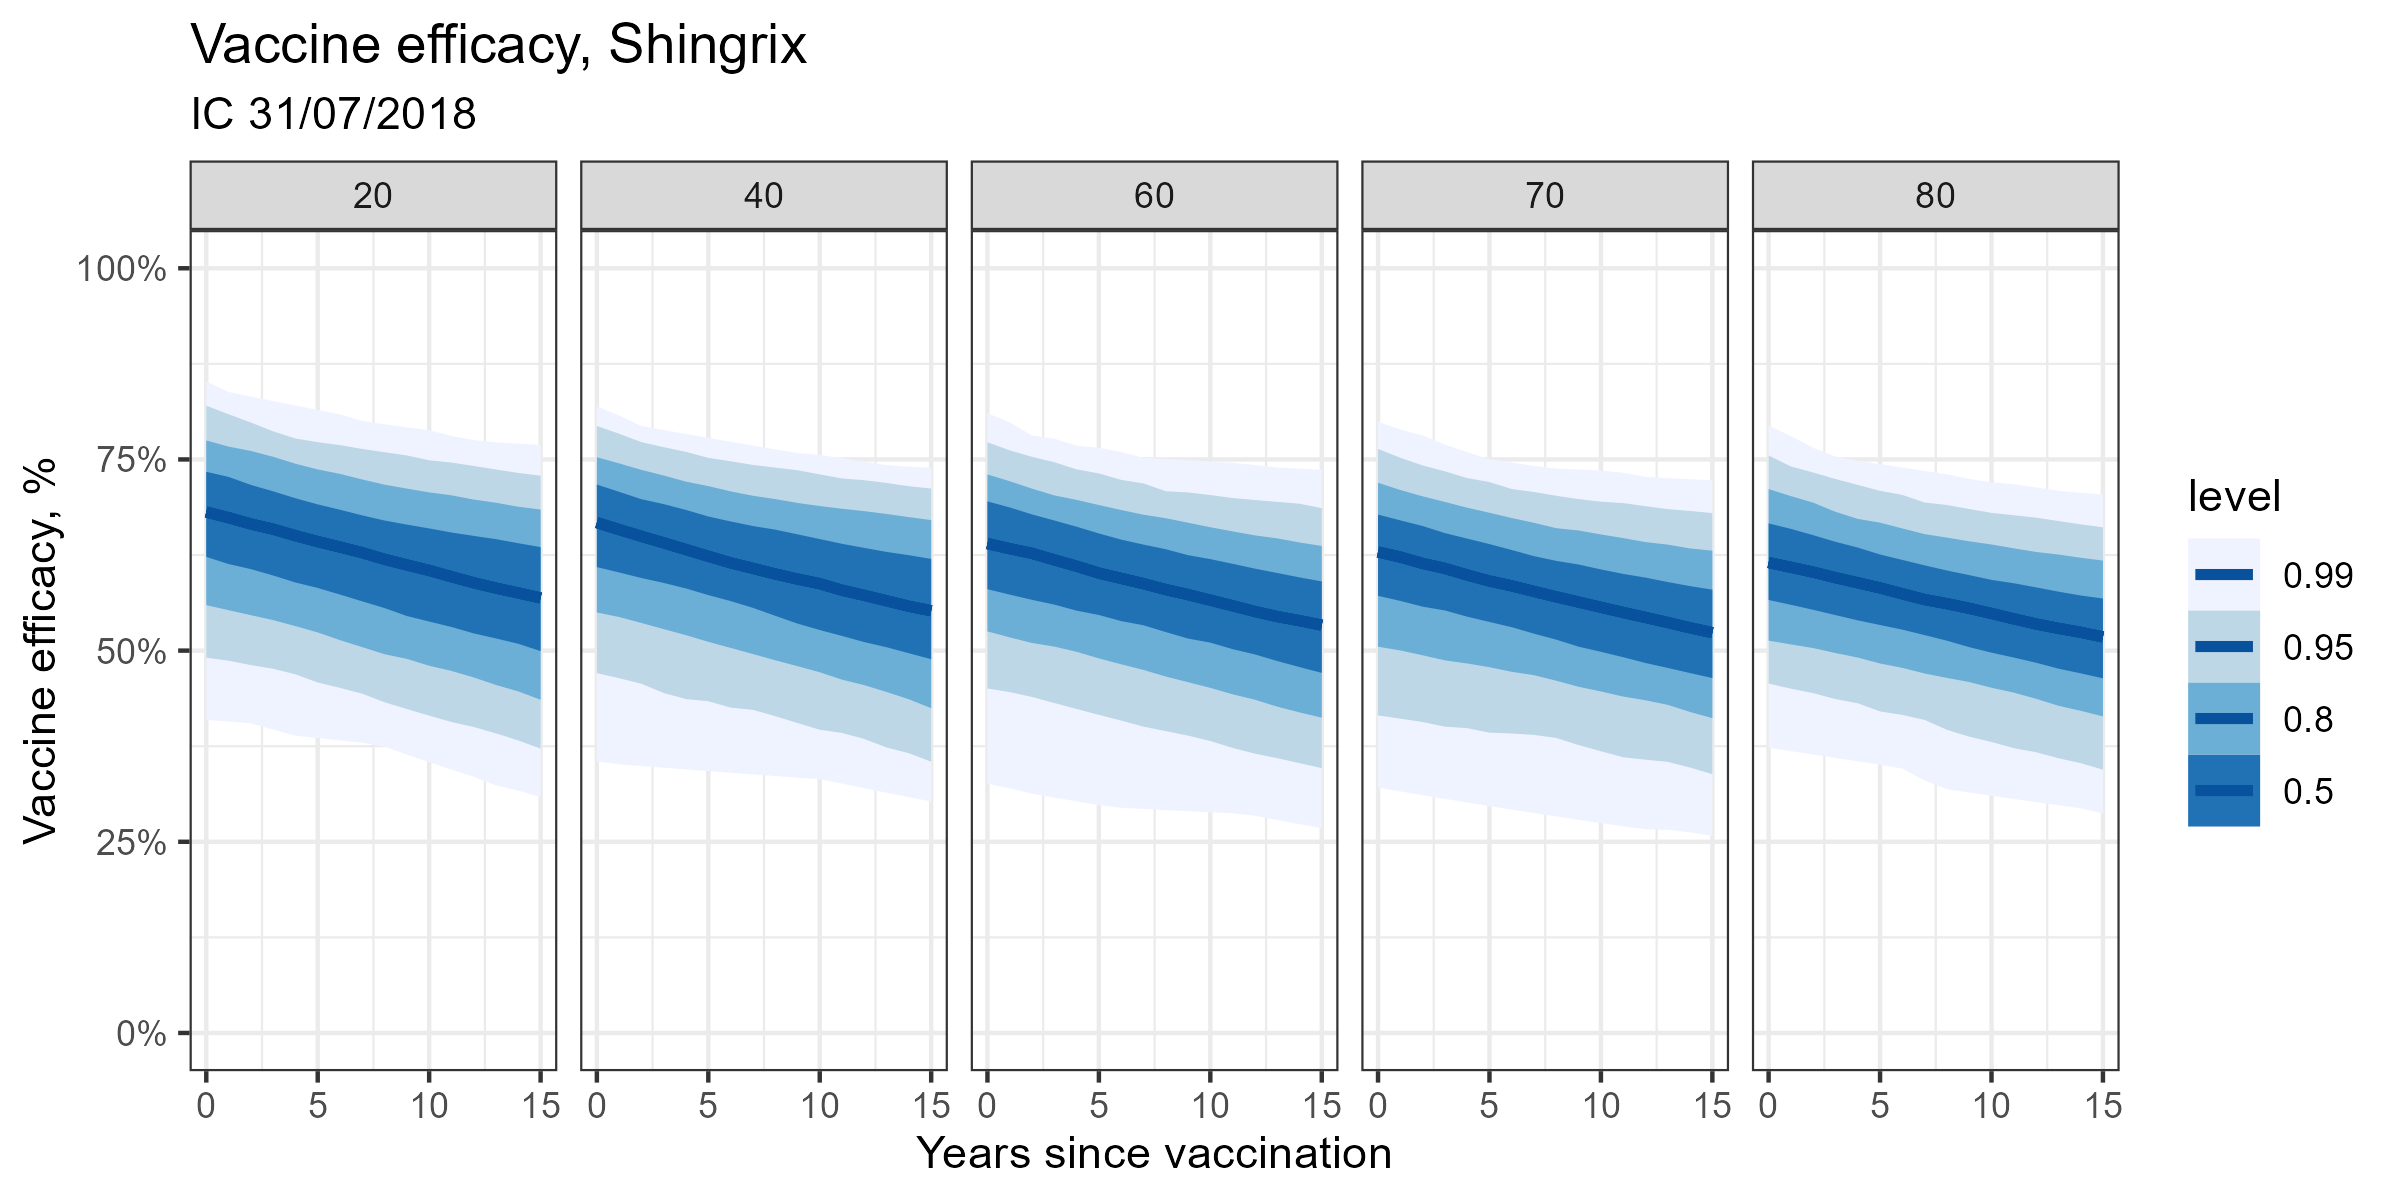 Vaccine efficacy, Shingrix
IC 31/07/2018
20 40 60 70 80
Vaccine efficacy, %
100%
75%
50%
25%
0%
0 5 10 15 0 5 10 15 0 5 10 15 0 5 10 15 0 5 10 15
Years since vaccination
level
0.99
0.95
0.8
0.5